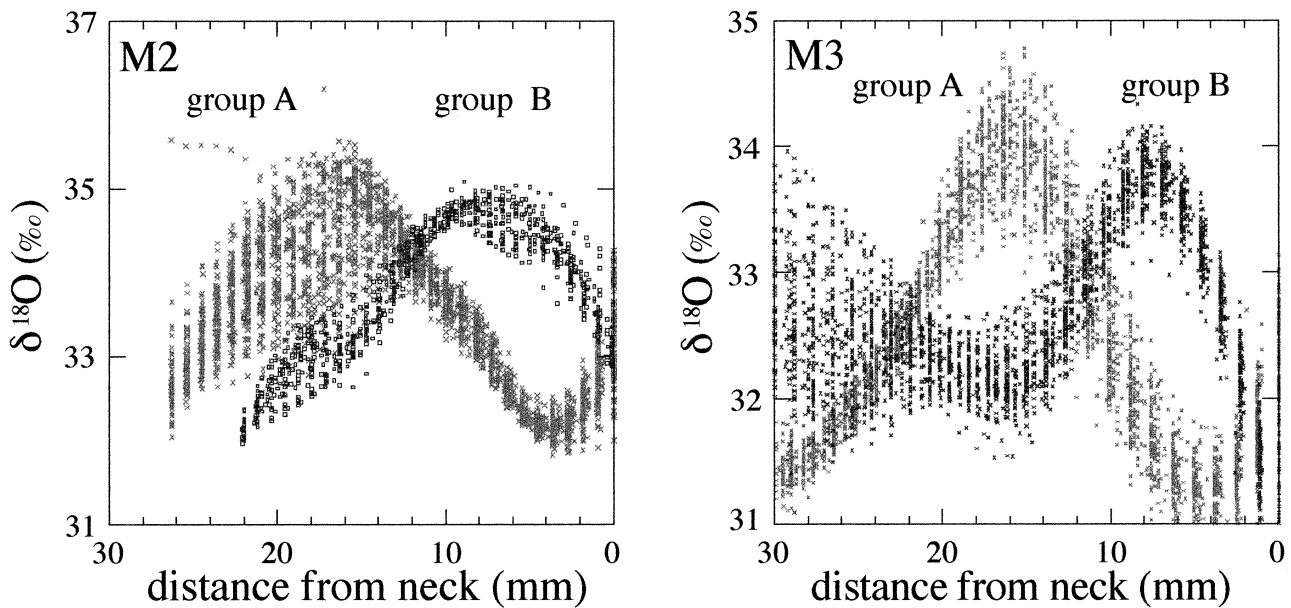 M2
group A
group B
37
35
33
31
30
20
10
0
δ¹⁸O (‰)
distance from neck (mm)
M3
group A
group B
35
34
33
32
31
30
20
10
0
δ¹⁸O (‰)
distance from neck (mm)